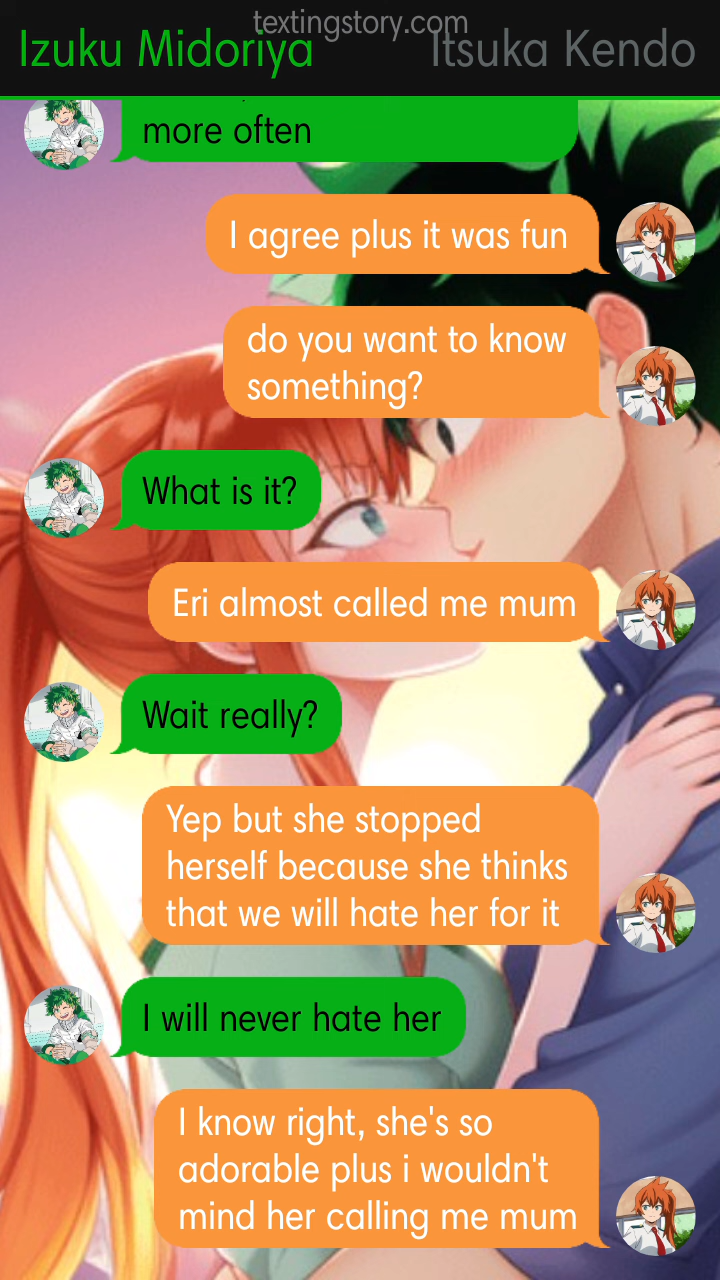 textingstory.com
Izuku Midoriya
Itsuka Kendo
more often
I agree plus it was fun
do you want to know
something?
What is it?
Eri almost called me mum
Wait really?
Yep but she stopped
herself because she thinks
that we will hate her for it
I will never hate her
I know right, she's so
adorable plus i wouldn't
mind her calling me mum